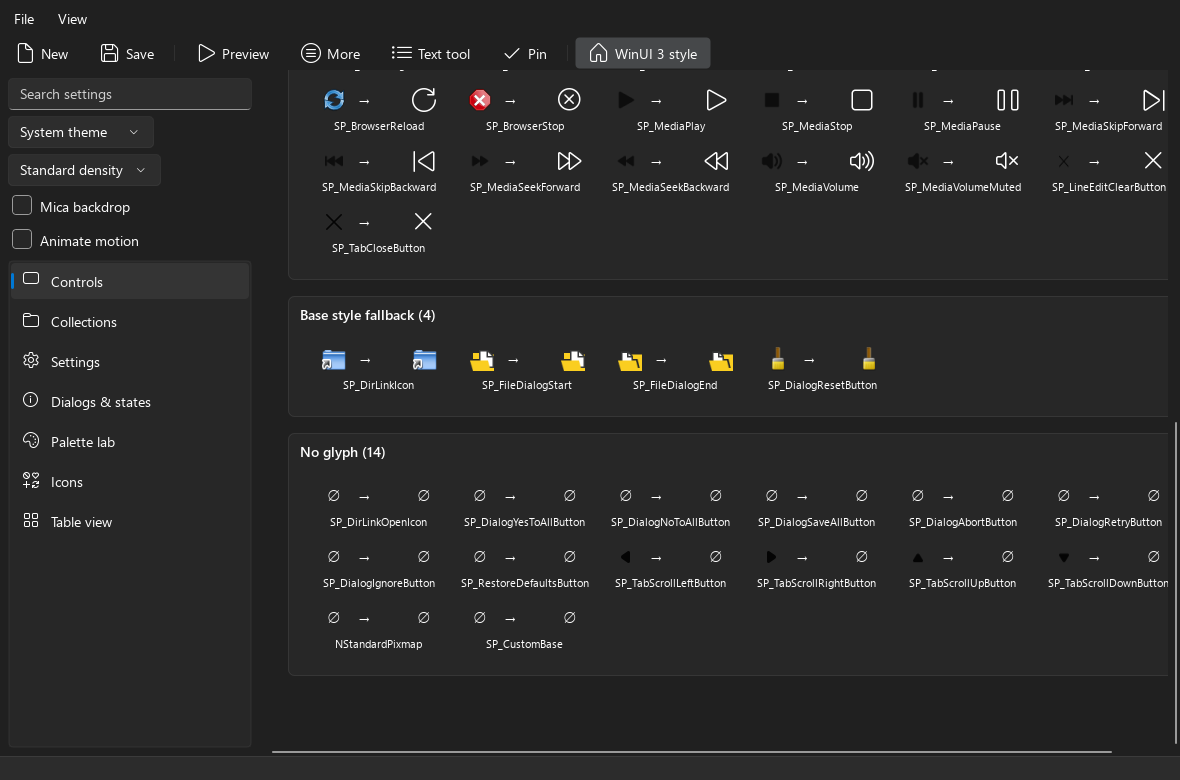 File View
New Save Preview More Text tool Pin WinUI 3 style
Search settings
System theme
Standard density
Mica backdrop
Animate motion
Controls
Collections
Settings
Dialogs & states
Palette lab
Icons
Table view
→ → → → → →
SP_BrowserReload SP_BrowserStop SP_MediaPlay SP_MediaStop SP_MediaPause SP_MediaSkipForward
→ → → → → →
SP_MediaSkipBackward SP_MediaSeekForward SP_MediaSeekBackward SP_MediaVolume SP_MediaVolumeMuted SP_LineEditClearButton
→
SP_TabCloseButton
Base style fallback (4)
→ → → →
SP_DirLinkIcon SP_FileDialogStart SP_FileDialogEnd SP_DialogResetButton
No glyph (14)
∅ → ∅ ∅ → ∅ ∅ → ∅ ∅ → ∅ ∅ → ∅ ∅ → ∅
SP_DirLinkOpenIcon SP_DialogYesToAllButton SP_DialogNoToAllButton SP_DialogSaveAllButton SP_DialogAbortButton SP_DialogRetryButton
∅ → ∅ ∅ → ∅ → ∅ → ∅ → ∅ → ∅
SP_DialogIgnoreButton SP_RestoreDefaultsButton SP_TabScrollLeftButton SP_TabScrollRightButton SP_TabScrollUpButton SP_TabScrollDownButton
∅ → ∅ ∅ → ∅
NStandardPixmap SP_CustomBase